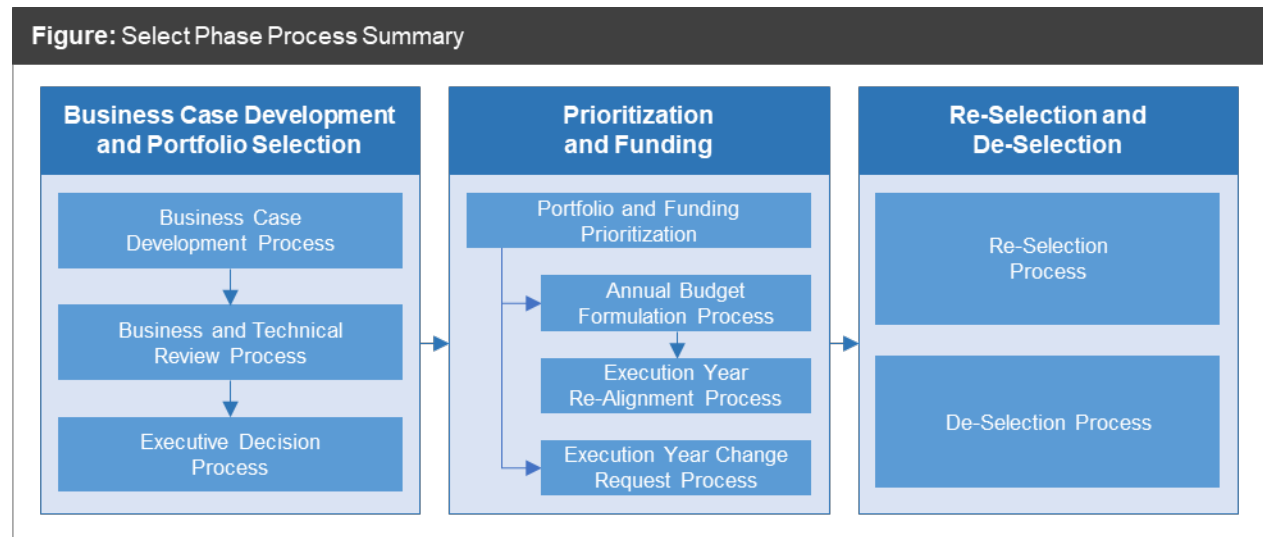 Figure: Select Phase Process Summary
Business Case Development
and Portfolio Selection
Business Case
Development Process
Business and Technical
Review Process
Executive Decision
Process
Prioritization
and Funding
Portfolio and Funding
Prioritization
Annual Budget
Formulation Process
Execution Year
Re-Alignment Process
Execution Year Change
Request Process
Re-Selection and
De-Selection
Re-Selection
Process
De-Selection Process